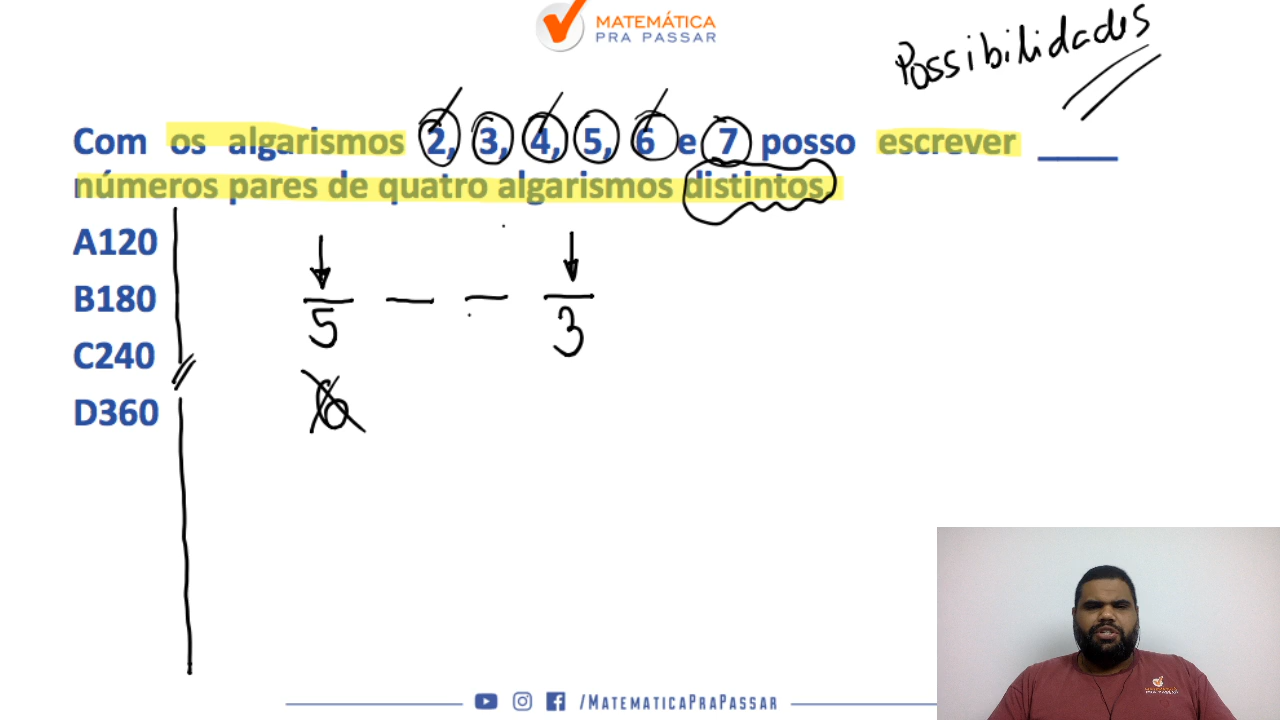 MATEMÁTICA
PRA PASSAR
Possibilidades
Com os algarismos 2, 3, 4, 5, 6 e 7 posso escrever _____
números pares de quatro algarismos distintos.
A120
B180
C240
D360
5 3
6
/MATEMATICAPRAPASSAR